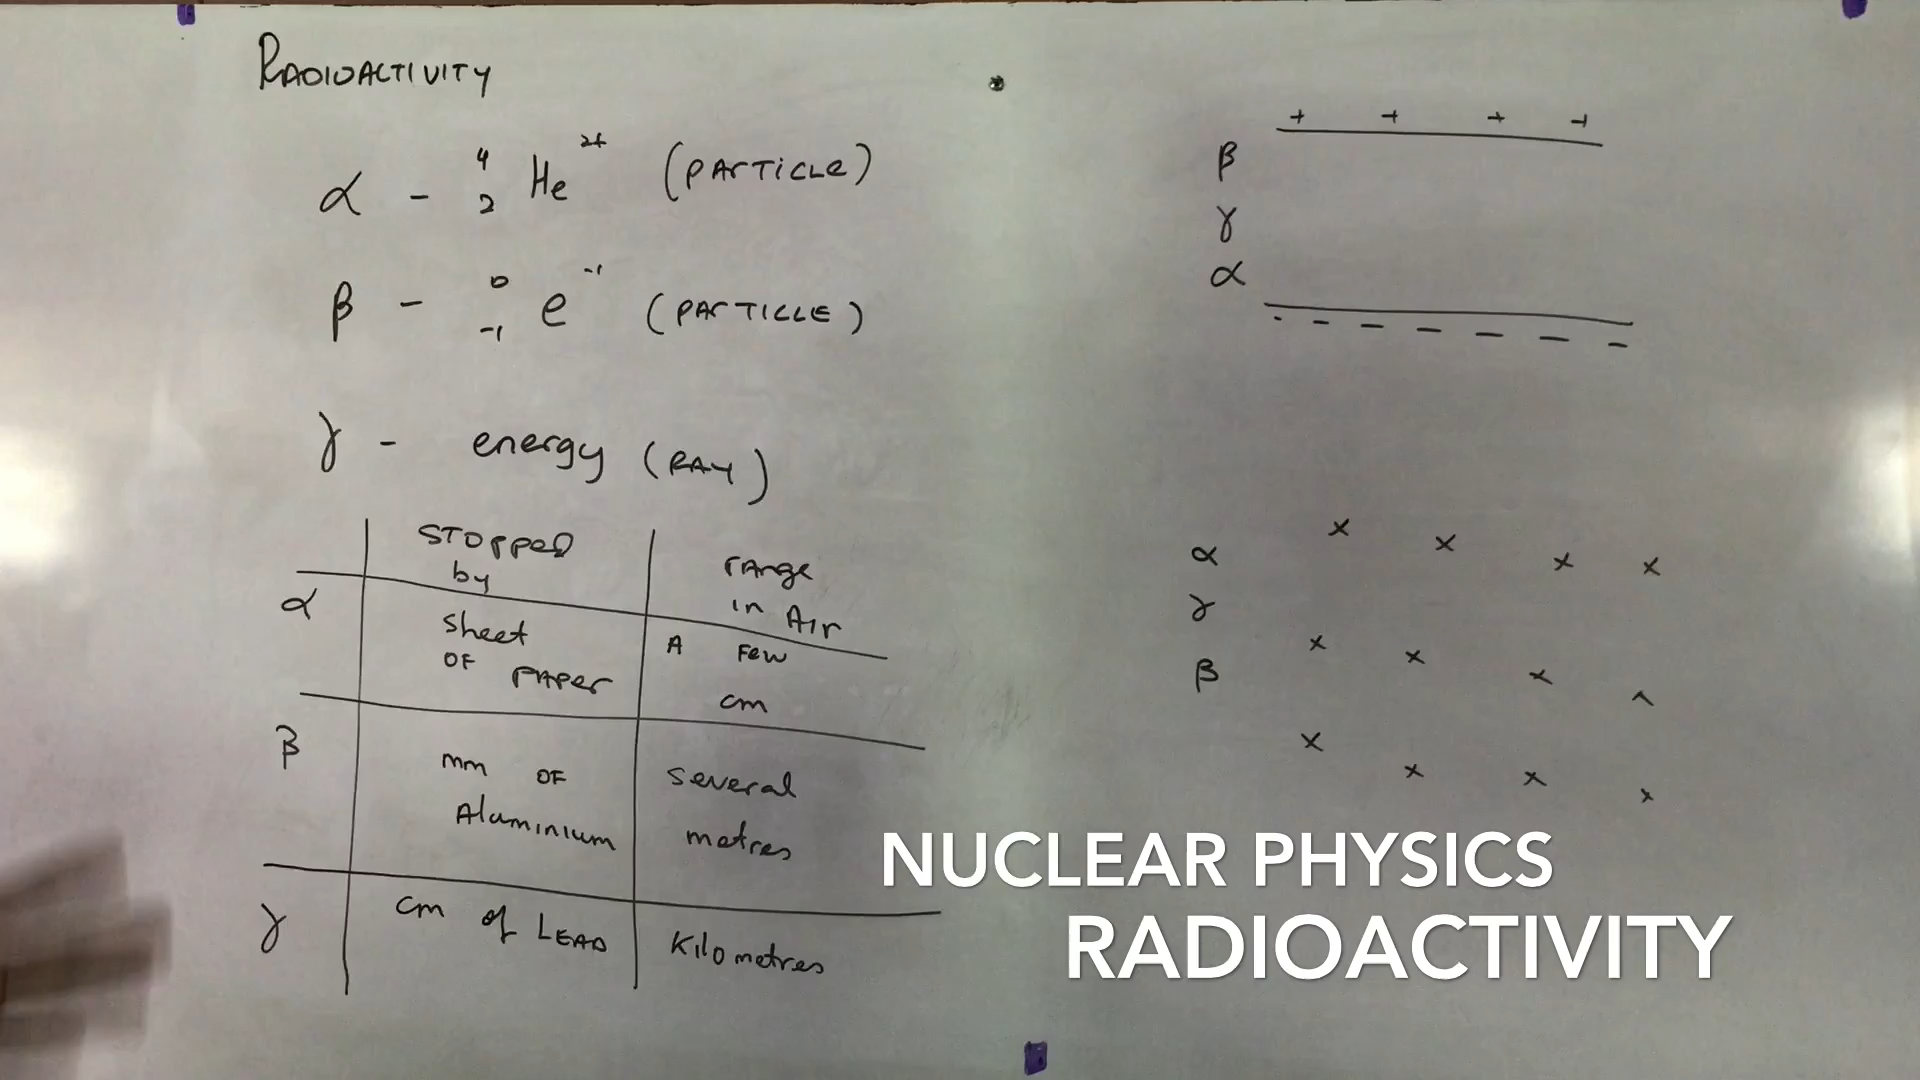 RADIOACTIVITY
α - ⁴₂He²⁺ (PArTiCLe)
β - ⁰₋₁e⁻¹ (PArTICLE)
γ - energy (RAY)
STOPPED by | rAnge in Air
α | Sheet OF PAPer | A Few cm
β | mm OF Aluminium | Several metres
γ | cm of LEAD | Kilometres
+ + + +
β
γ
α
- - - - - - -
α x x x x
γ
x x x x
β
x x x x
NUCLEAR PHYSICS
RADIOACTIVITY